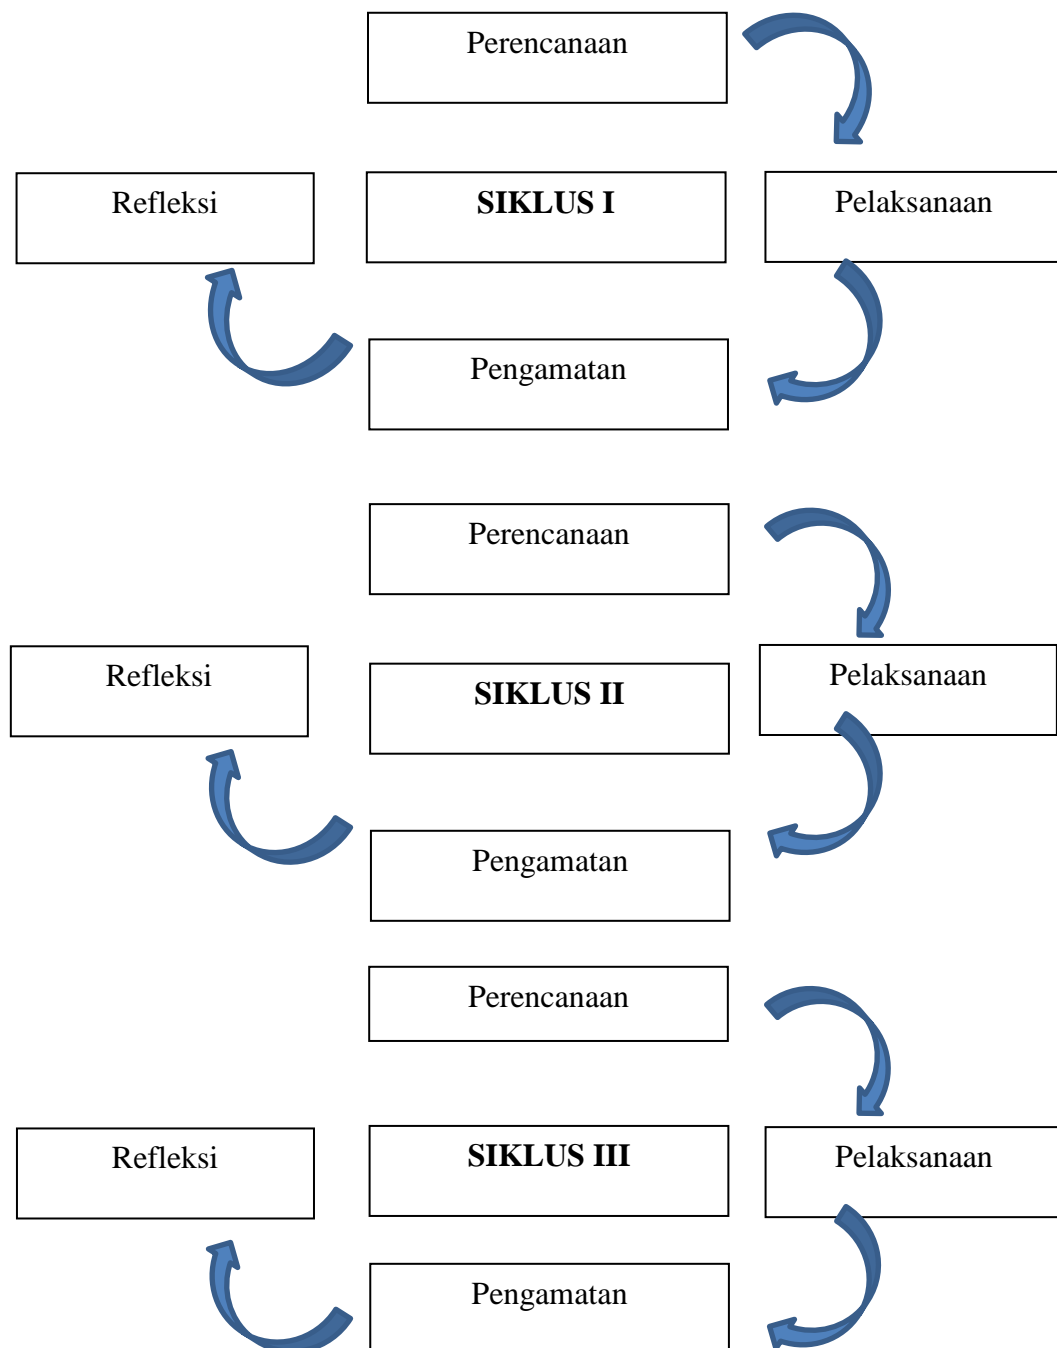 Perencanaan
Refleksi
SIKLUS I
Pelaksanaan
Pengamatan
Perencanaan
Refleksi
SIKLUS II
Pelaksanaan
Pengamatan
Perencanaan
Refleksi
SIKLUS III
Pelaksanaan
Pengamatan